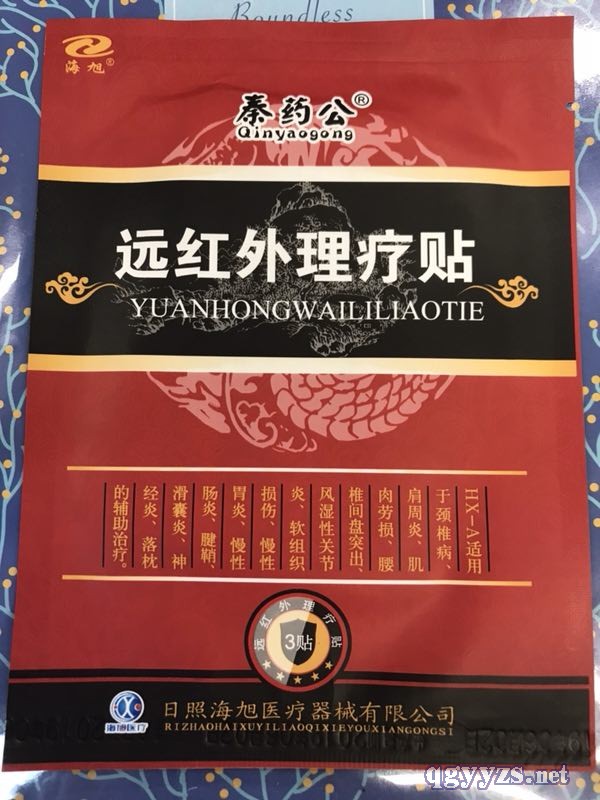 Boundless
海旭®
秦药公®
Qinyaogong
远红外理疗贴
YUANHONGWAILILIAOTIE
HX-A适用
于颈椎病、
肩周炎、肌
肉劳损、腰
椎间盘突出、
风湿性关节
炎、软组织
损伤、慢性
胃炎、慢性
肠炎、腱鞘、
滑囊炎、神
经炎、落枕
的辅助治疗。
远红外理疗贴
3贴
海旭医疗
日照海旭医疗器械有限公司
RIZHAOHAIXUYILIAOQIXIEYOUXIANGONGSI
qgyyzs.net